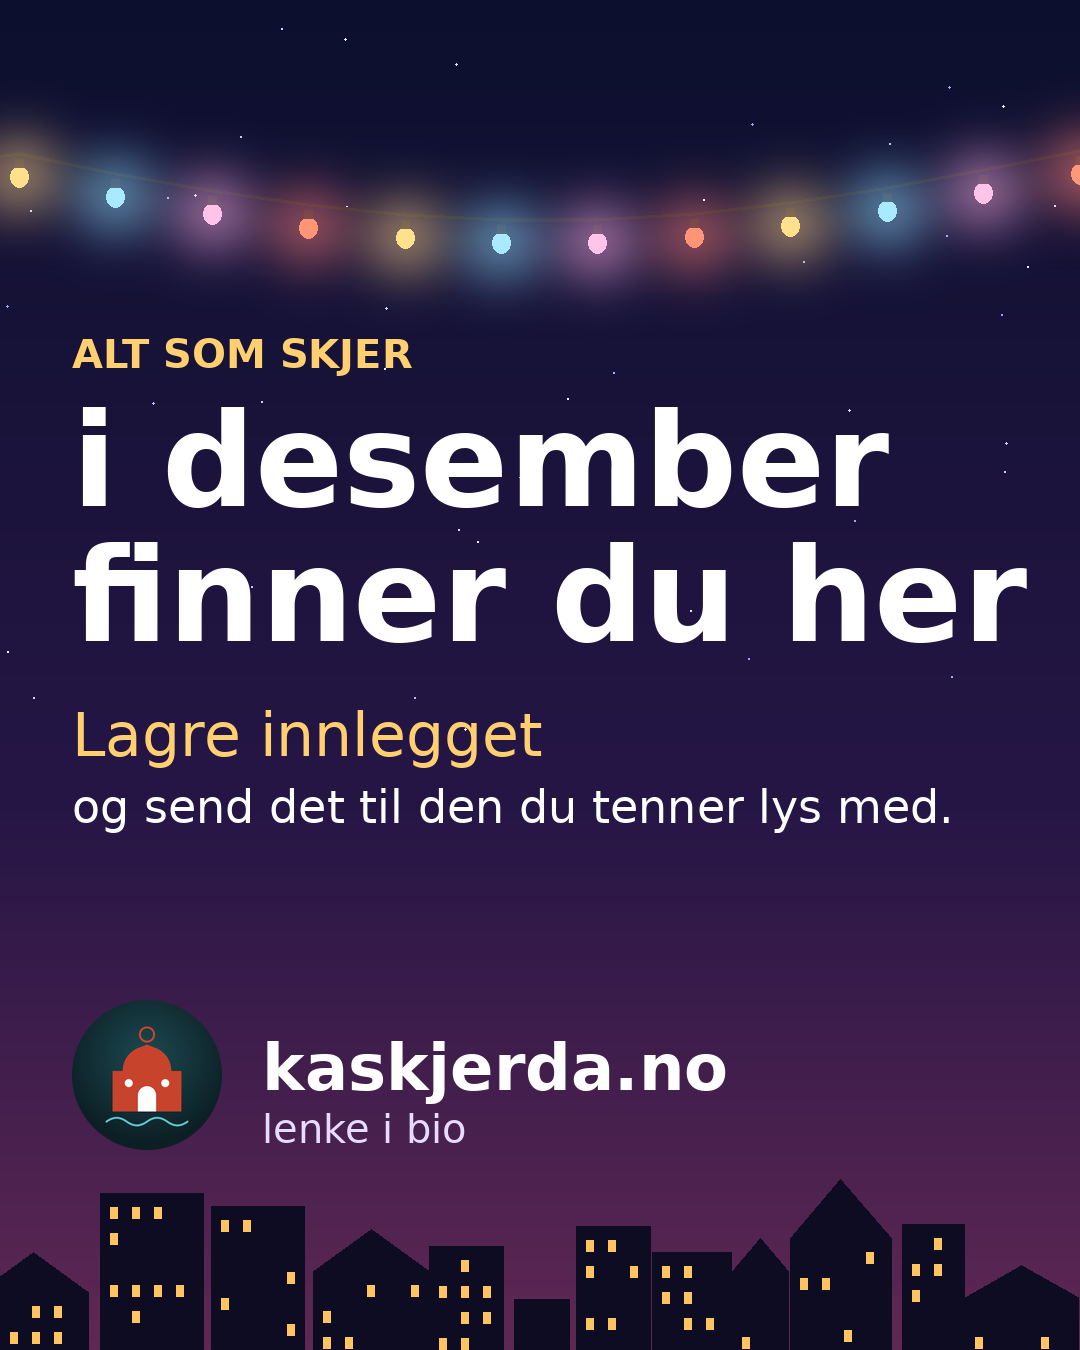 ALT SOM SKJER
i desember
finner du her
Lagre innlegget
og send det til den du tenner lys med.
kaskjerda.no
lenke i bio